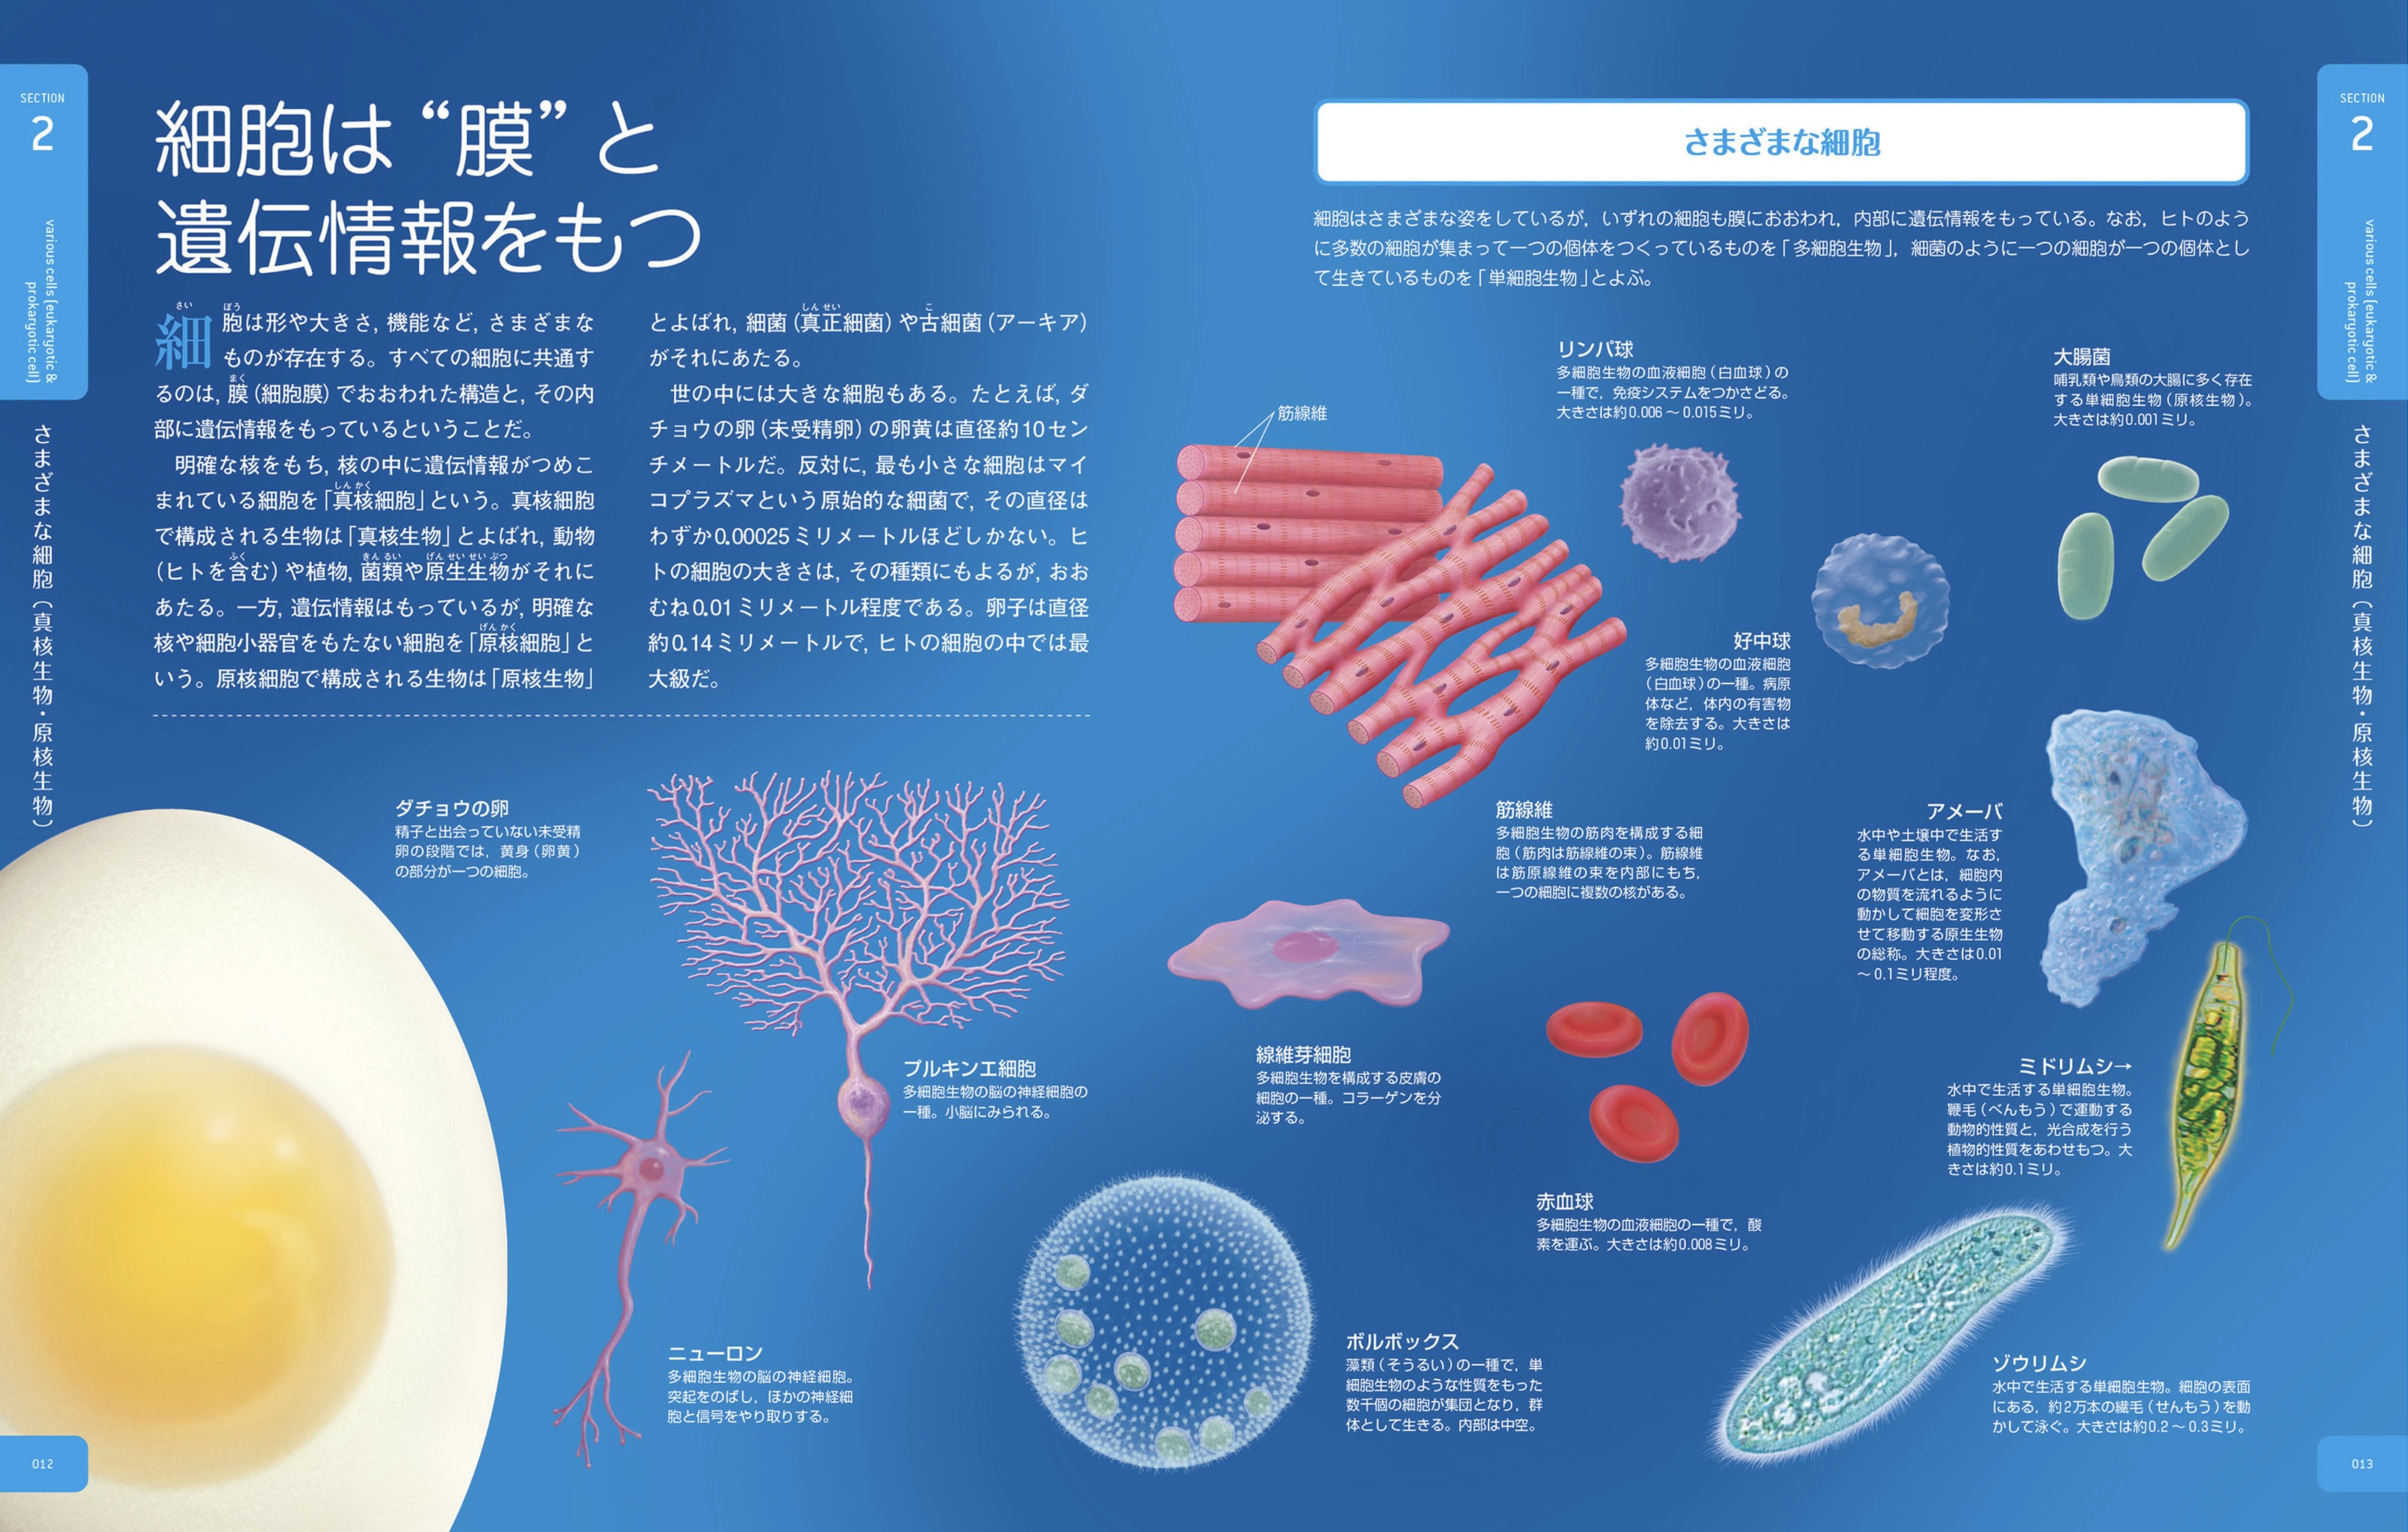 SECTION
2
various cells (eukaryotic &
prokaryotic cell)
さまざまな細胞（真核生物・原核生物）
細胞は“膜”と
遺伝情報をもつ
さい ぼう
細胞は形や大きさ，機能など，さまざまな
ものが存在する。すべての細胞に共通す
まく
るのは，膜（細胞膜）でおおわれた構造と，その内
部に遺伝情報をもっているということだ。
明確な核をもち，核の中に遺伝情報がつめこ
しんかく
まれている細胞を「真核細胞」という。真核細胞
で構成される生物は「真核生物」とよばれ，動物
ふく きんるい げんせいせいぶつ
（ヒトを含む）や植物，菌類や原生生物がそれに
あたる。一方，遺伝情報はもっているが，明確な
げんかく
核や細胞小器官をもたない細胞を「原核細胞」と
いう。原核細胞で構成される生物は「原核生物」
しんせい こ
とよばれ，細菌（真正細菌）や古細菌（アーキア）
がそれにあたる。
世の中には大きな細胞もある。たとえば，ダ
チョウの卵（未受精卵）の卵黄は直径約10セン
チメートルだ。反対に，最も小さな細胞はマイ
コプラズマという原始的な細菌で，その直径は
わずか0.00025ミリメートルほどしかない。ヒ
トの細胞の大きさは，その種類にもよるが，おお
むね0.01ミリメートル程度である。卵子は直径
約0.14ミリメートルで，ヒトの細胞の中では最
大級だ。
ダチョウの卵
精子と出会っていない未受精
卵の段階では，黄身（卵黄）
の部分が一つの細胞。
プルキンエ細胞
多細胞生物の脳の神経細胞の
一種。小脳にみられる。
ニューロン
多細胞生物の脳の神経細胞。
突起をのばし，ほかの神経細
胞と信号をやり取りする。
012
さまざまな細胞
細胞はさまざまな姿をしているが，いずれの細胞も膜におおわれ，内部に遺伝情報をもっている。なお，ヒトのよう
に多数の細胞が集まって一つの個体をつくっているものを「多細胞生物」，細菌のように一つの細胞が一つの個体とし
て生きているものを「単細胞生物」とよぶ。
筋線維
リンパ球
多細胞生物の血液細胞（白血球）の
一種で，免疫システムをつかさどる。
大きさは約0.006～0.015ミリ。
大腸菌
哺乳類や鳥類の大腸に多く存在
する単細胞生物（原核生物）。
大きさは約0.001ミリ。
好中球
多細胞生物の血液細胞
（白血球）の一種。病原
体など，体内の有害物
を除去する。大きさは
約0.01ミリ。
筋線維
多細胞生物の筋肉を構成する細
胞（筋肉は筋線維の束）。筋線維
は筋原線維の束を内部にもち，
一つの細胞に複数の核がある。
アメーバ
水中や土壌中で生活す
る単細胞生物。なお，
アメーバとは，細胞内
の物質を流れるように
動かして細胞を変形さ
せて移動する原生生物
の総称。大きさは0.01
～0.1ミリ程度。
線維芽細胞
多細胞生物を構成する皮膚の
細胞の一種。コラーゲンを分
泌する。
ミドリムシ→
水中で生活する単細胞生物。
鞭毛（べんもう）で運動する
動物的性質と，光合成を行う
植物的性質をあわせもつ。大
きさは約0.1ミリ。
赤血球
多細胞生物の血液細胞の一種で，酸
素を運ぶ。大きさは約0.008ミリ。
ボルボックス
藻類（そうるい）の一種で，単
細胞生物のような性質をもった
数千個の細胞が集団となり，群
体として生きる。内部は中空。
ゾウリムシ
水中で生活する単細胞生物。細胞の表面
にある，約2万本の繊毛（せんもう）を動
かして泳ぐ。大きさは約0.2～0.3ミリ。
SECTION
2
various cells (eukaryotic &
prokaryotic cell)
さまざまな細胞（真核生物・原核生物）
013